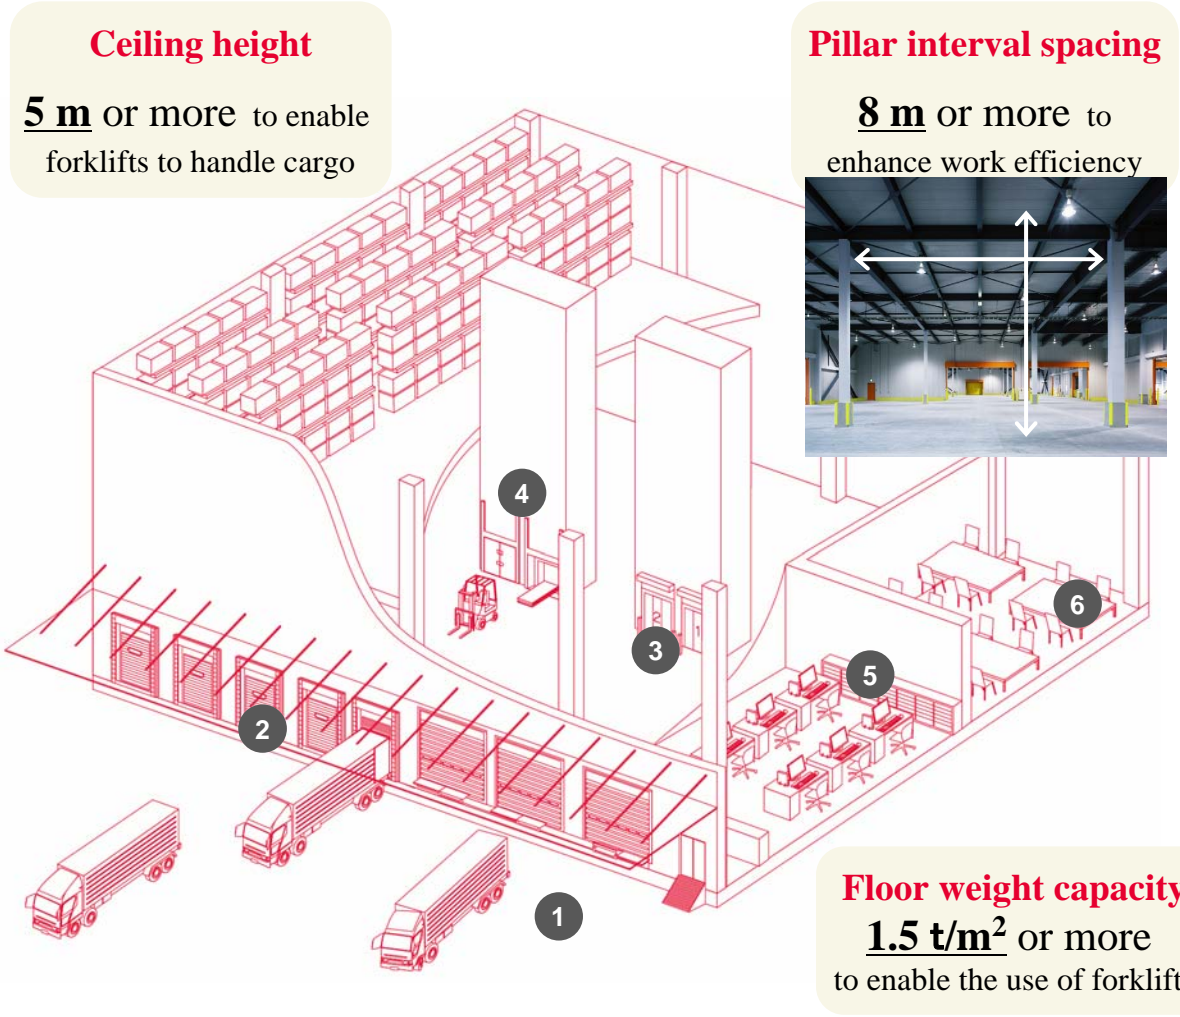 Ceiling height
5 m or more to enable
forklifts to handle cargo
Pillar interval spacing
8 m or more to
enhance work efficiency
4
6
2 1
3
5
2
1
Floor weight capacity
1.5 t/m² or more
to enable the use of forklift